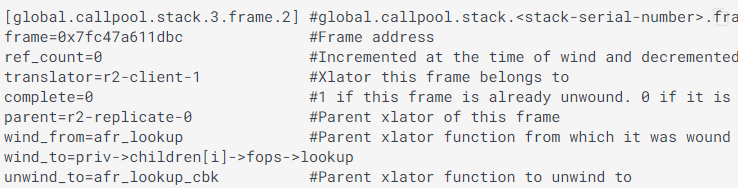 [global.callpool.stack.3.frame.2] #global.callpool.stack.<stack-serial-number>.fra
frame=0x7fc47a611dbc #Frame address
ref_count=0 #Incremented at the time of wind and decremented
translator=r2-client-1 #Xlator this frame belongs to
complete=0 #1 if this frame is already unwound. 0 if it is
parent=r2-replicate-0 #Parent xlator of this frame
wind_from=afr_lookup #Parent xlator function from which it was wound
wind_to=priv->children[i]->fops->lookup
unwind_to=afr_lookup_cbk #Parent xlator function to unwind to